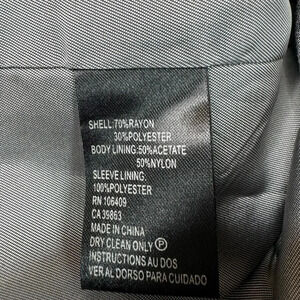 SHELL:70%RAYON
30%POLYESTER
BODY LINING:50%ACETATE
50%NYLON
SLEEVE LINING:
100%POLYESTER
RN 106409
CA 39863
MADE IN CHINA
DRY CLEAN ONLY Ⓟ
INSTRUCTIONS AU DOS
VER AL DORSO PARA CUIDADO